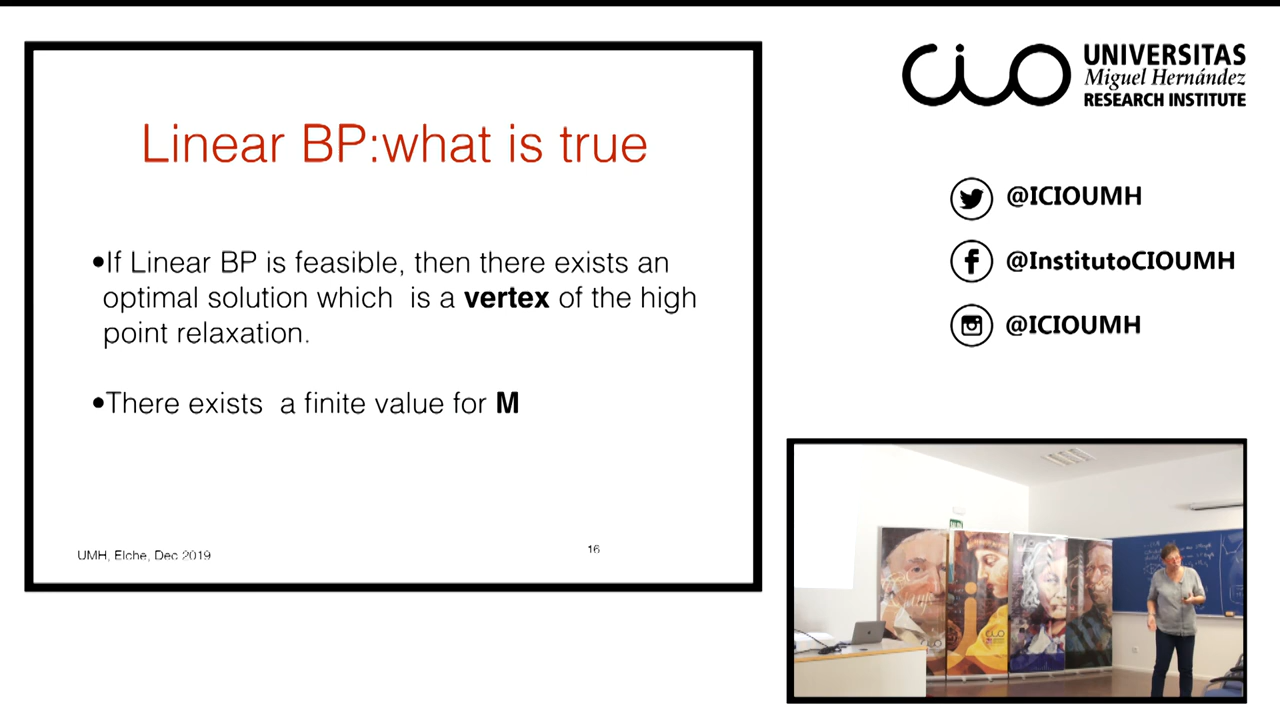 Linear BP:what is true
•If Linear BP is feasible, then there exists an
optimal solution which is a vertex of the high
point relaxation.
•There exists a finite value for M
UMH, Elche, Dec 2019
16
cio
UNIVERSITAS
Miguel Hernández
RESEARCH INSTITUTE
@ICIOUMH
@InstitutoCIOUMH
@ICIOUMH